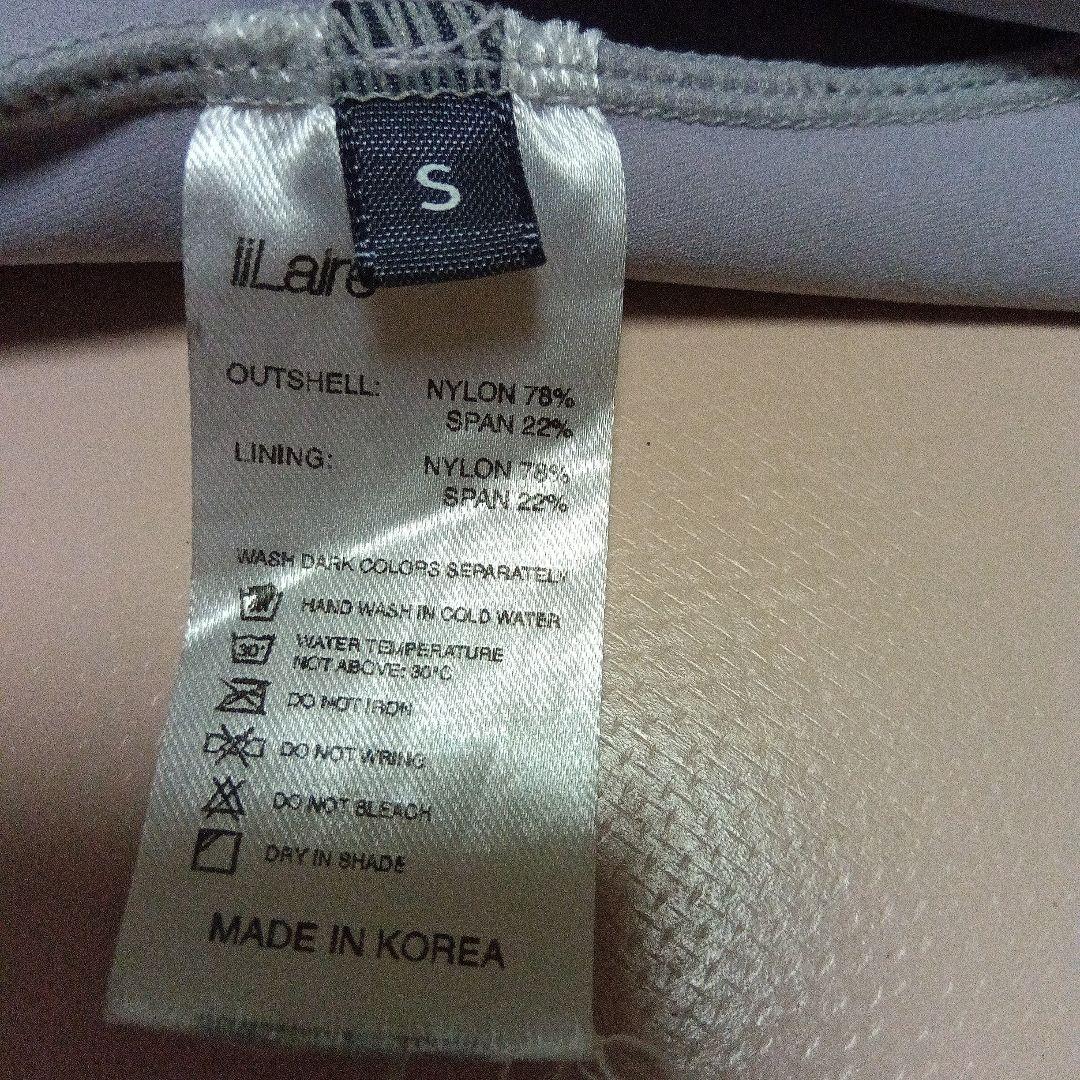 S
iiLaire
OUTSHELL: NYLON 78%
SPAN 22%
LINING: NYLON 78%
SPAN 22%
WASH DARK COLORS SEPARATELY
HAND WASH IN COLD WATER
30° WATER TEMPERATURE
NOT ABOVE: 30°C
DO NOT IRON
DO NOT WRING
DO NOT BLEACH
DRY IN SHADE
MADE IN KOREA